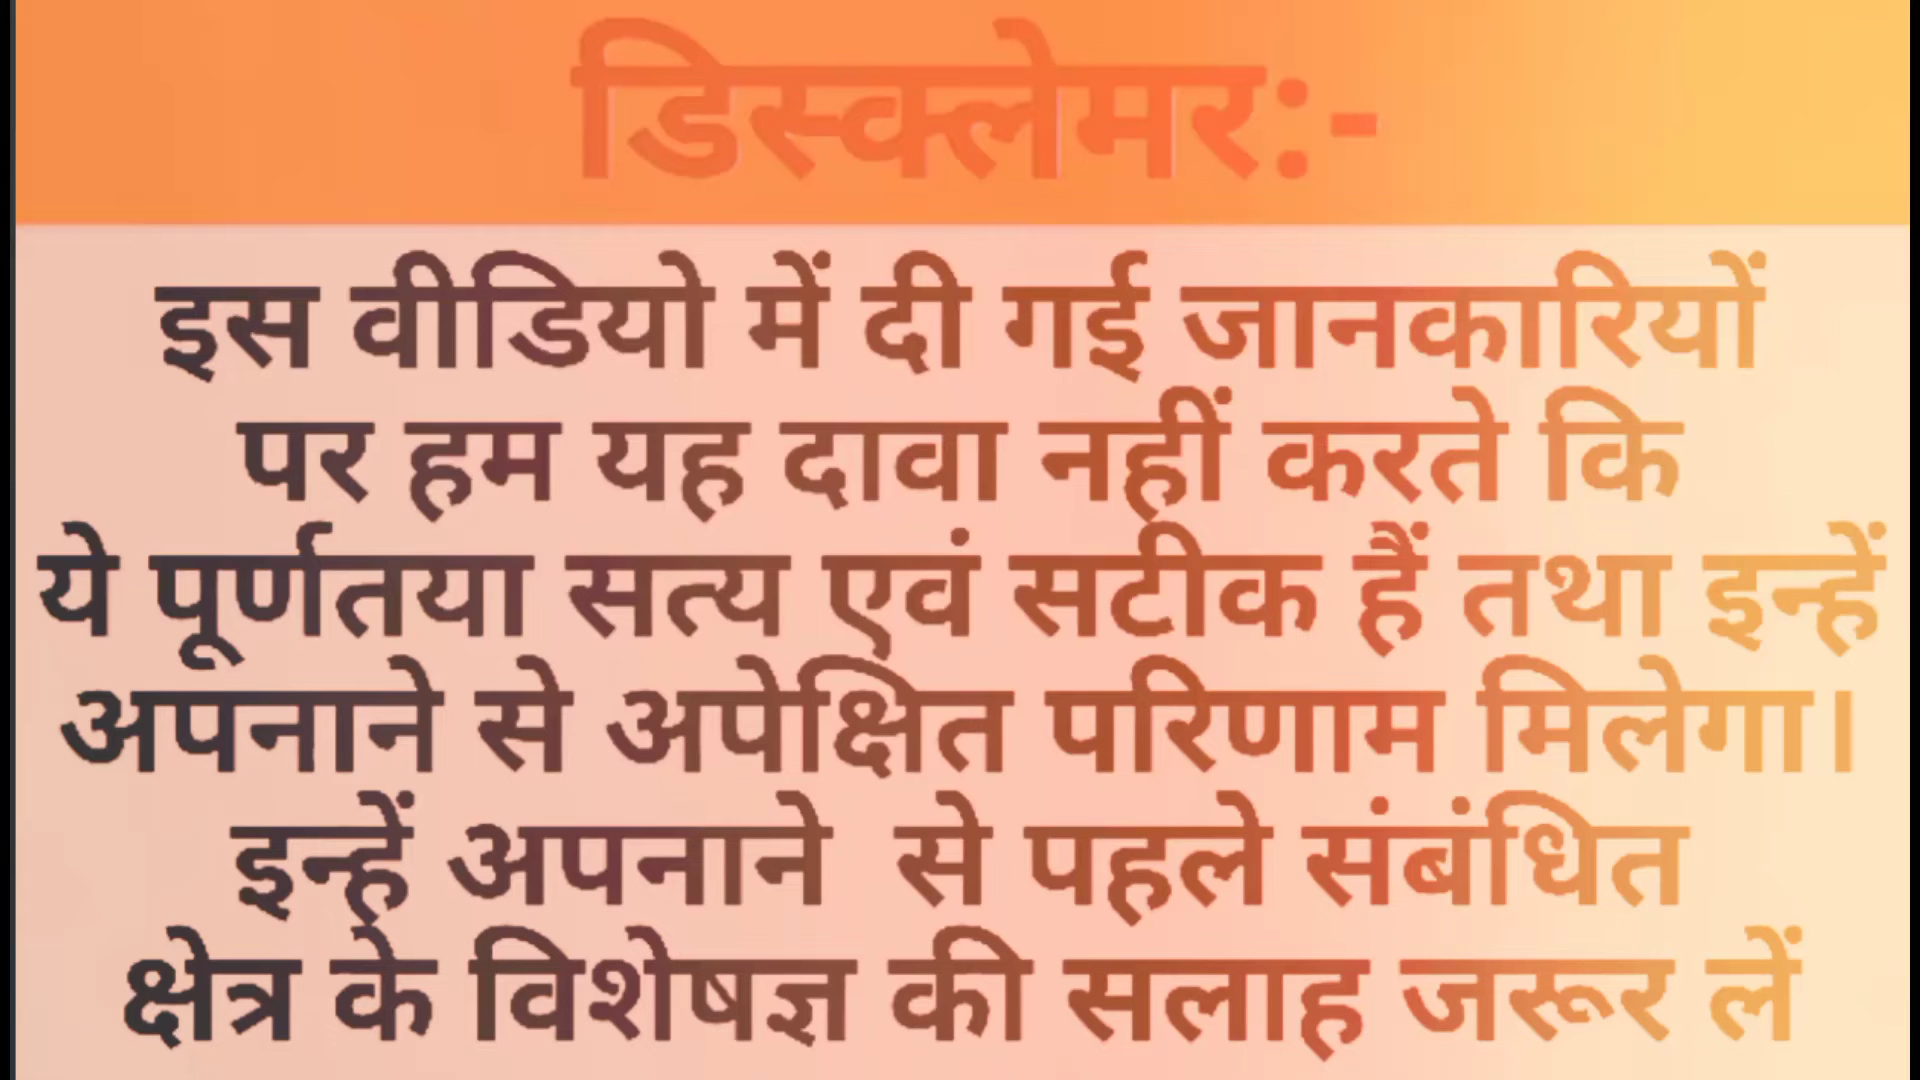 डिस्क्लेमर:-
इस वीडियो में दी गई जानकारियों
पर हम यह दावा नहीं करते कि
ये पूर्णतया सत्य एवं सटीक हैं तथा इन्हें
अपनाने से अपेक्षित परिणाम मिलेगा।
इन्हें अपनाने से पहले संबंधित
क्षेत्र के विशेषज्ञ की सलाह जरूर लें